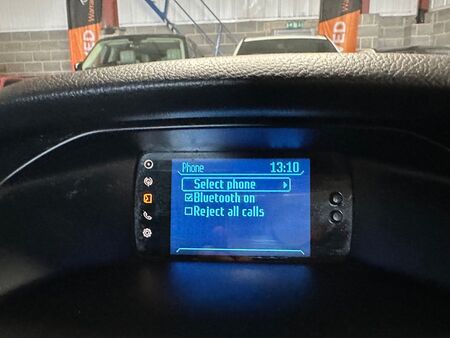 Phone 13:10
Select phone
Bluetooth on
Reject all calls